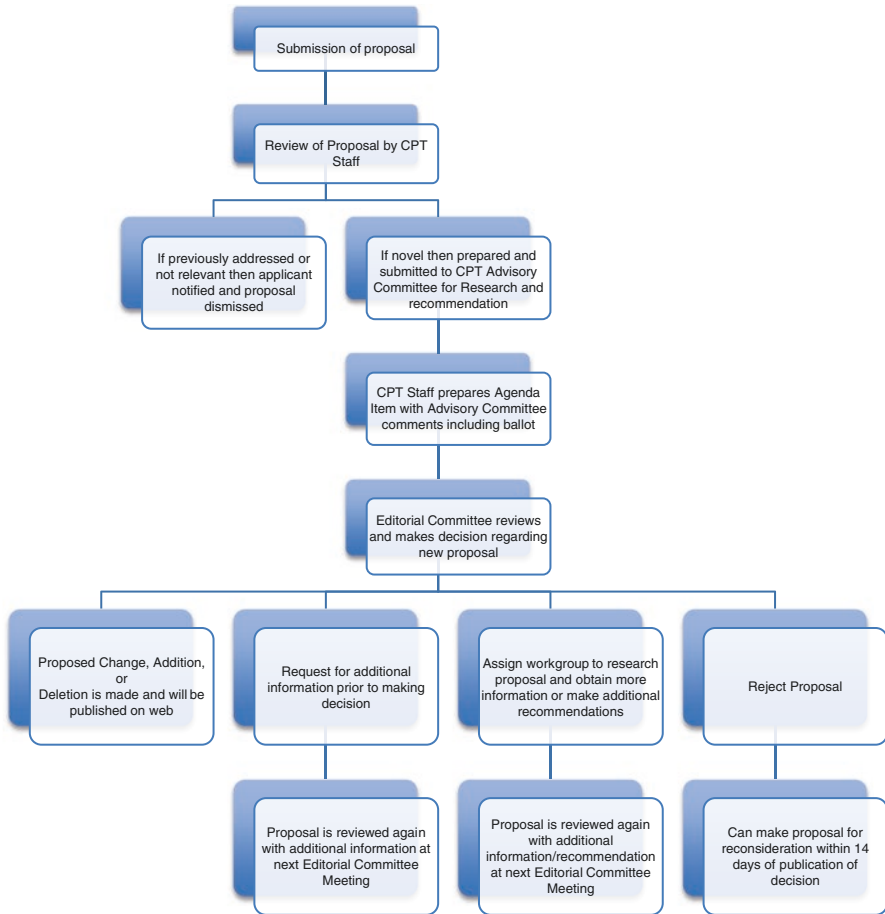 Submission of proposal
Review of Proposal by CPT
Staff
If previously addressed or
not relevant then applicant
notified and proposal
dismissed
If novel then prepared and
submitted to CPT Advisory
Committee for Research and
recommendation
CPT Staff prepares Agenda
Item with Advisory Committee
comments including ballot
Editorial Committee reviews
and makes decision regarding
new proposal
Proposed Change, Addition,
or
Deletion is made and will be
published on web
Request for additional
information prior to making
decision
Assign workgroup to research
proposal and obtain more
information or make additional
recommendations
Reject Proposal
Proposal is reviewed again
with additional information at
next Editorial Committee
Meeting
Proposal is reviewed again
with additional
information/recommendation
at next Editorial Committee
Meeting
Can make proposal for
reconsideration within 14
days of publication of
decision